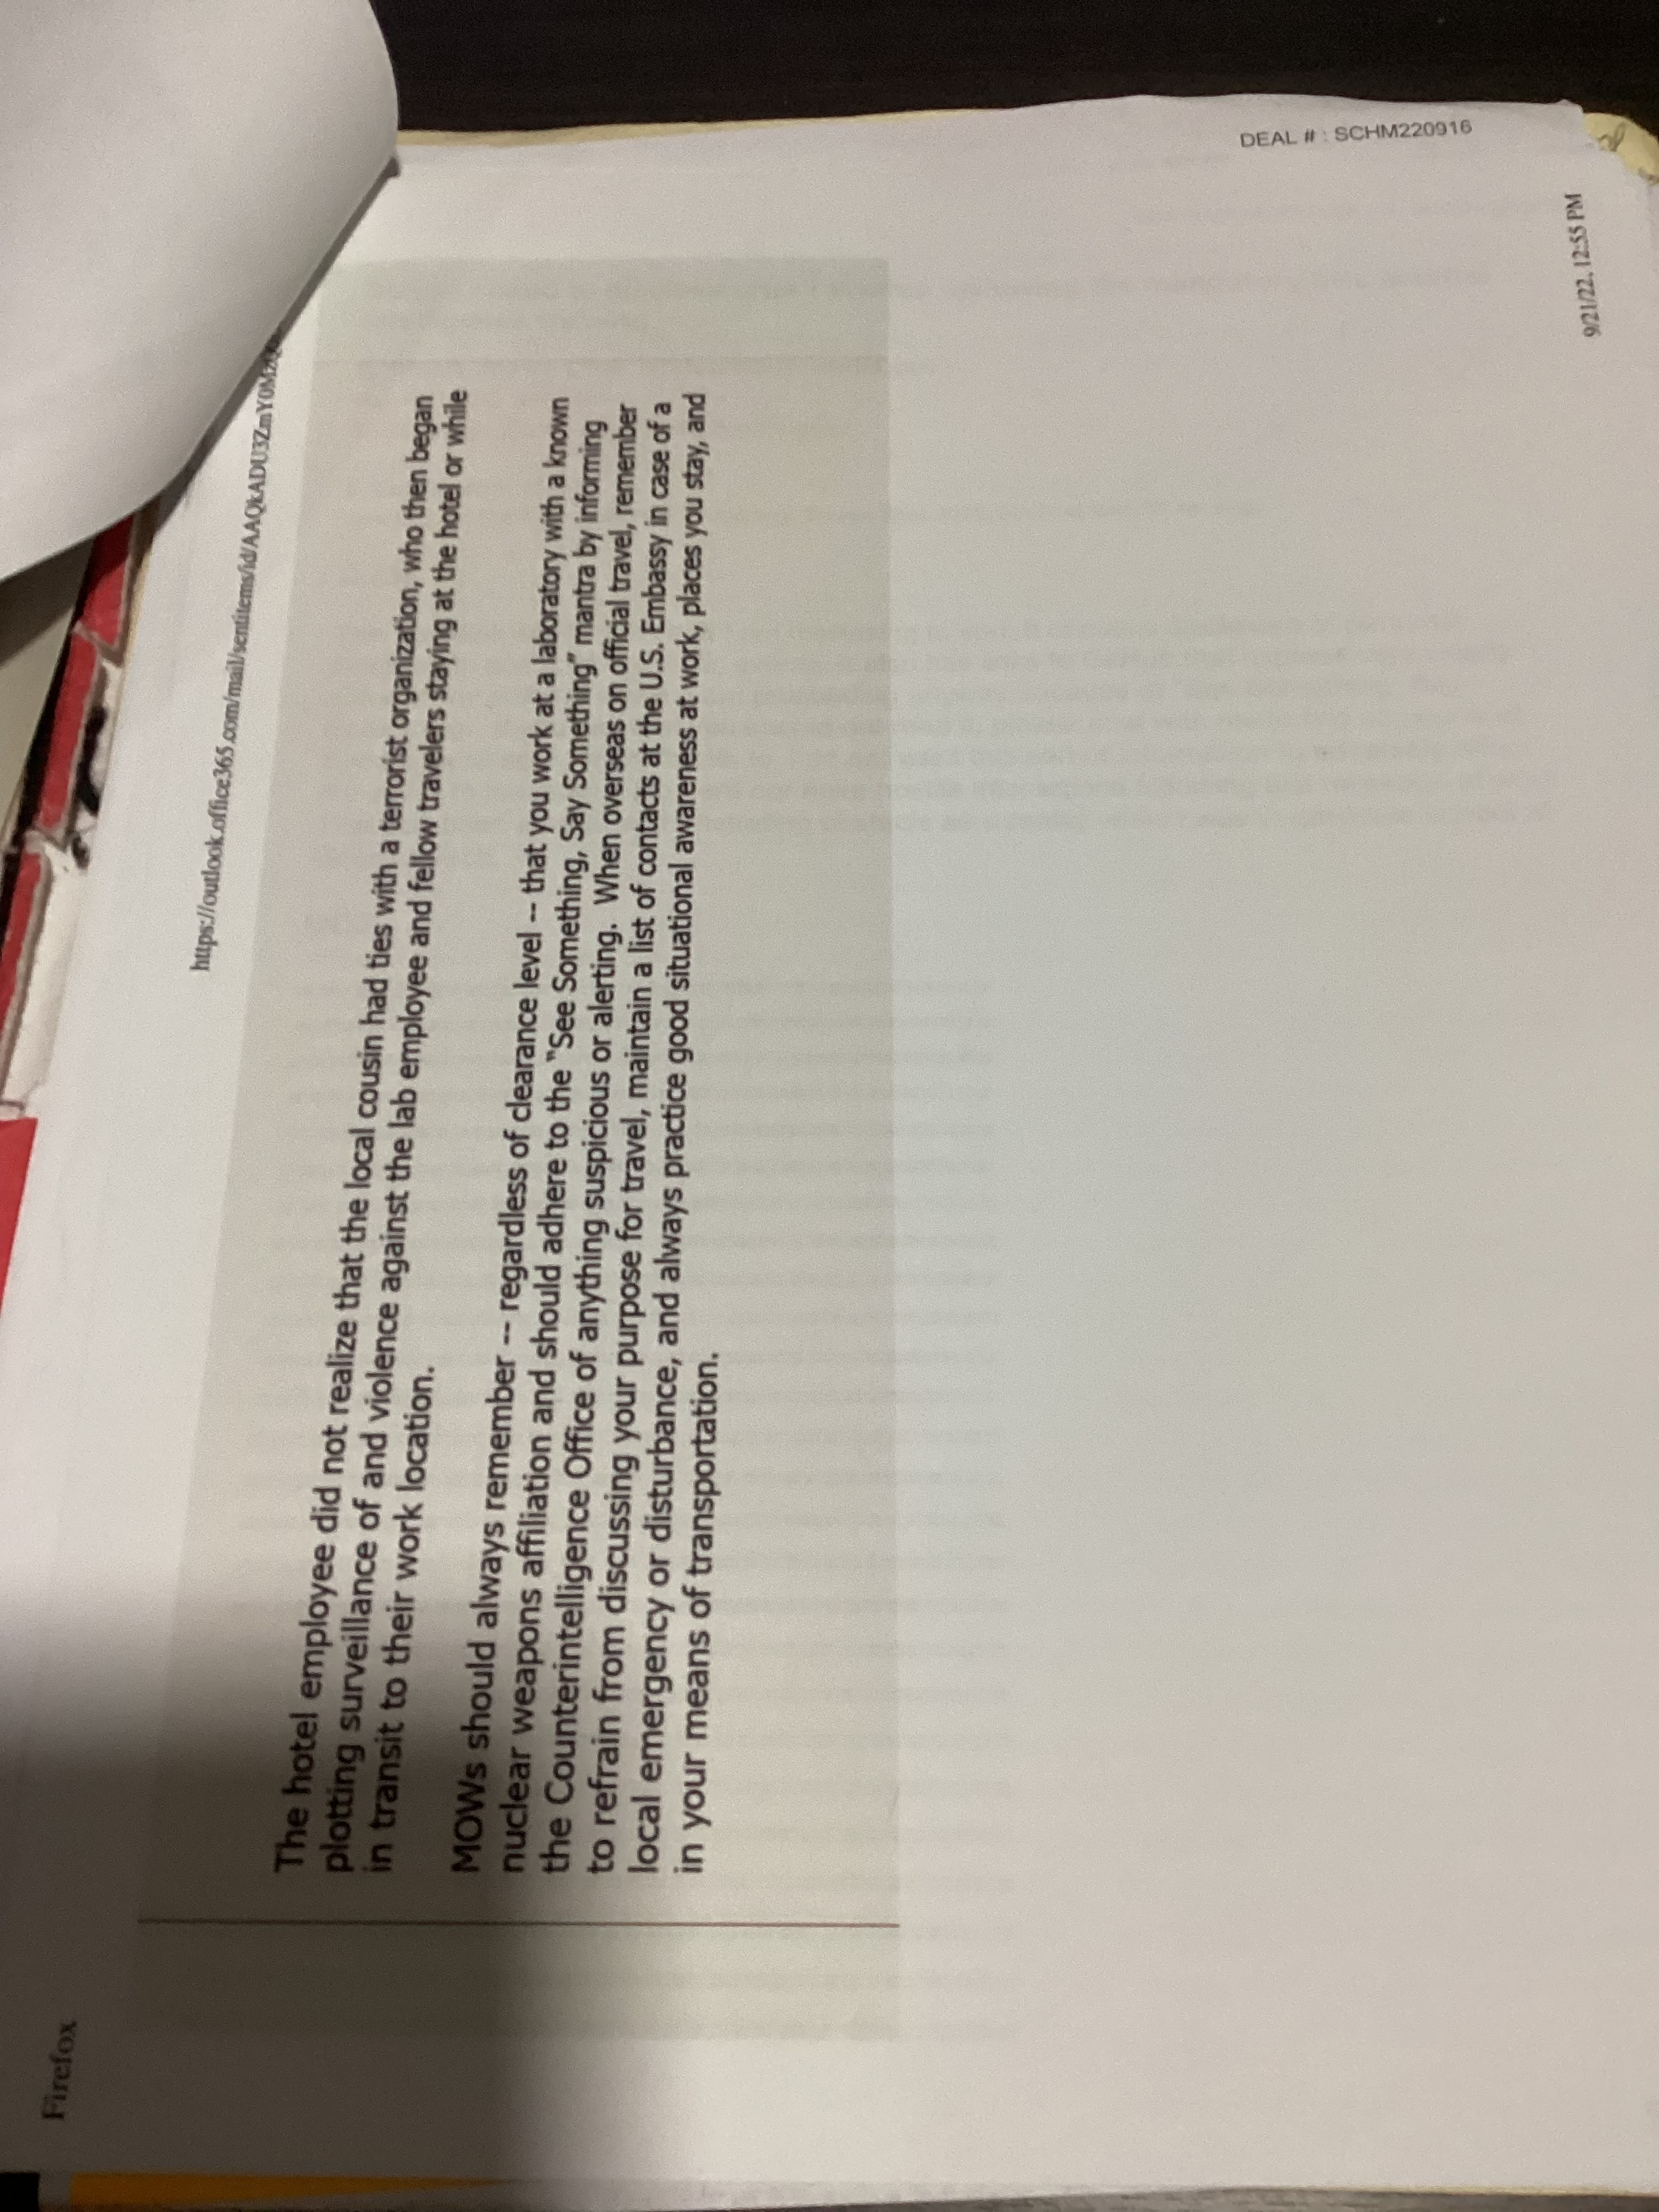 Firefox
https://outlook.office365.com/mail/sentitems/id/AAQkADU3ZmY0MzQ
The hotel employee did not realize that the local cousin had ties with a terrorist organization, who then began
plotting surveillance of and violence against the lab employee and fellow travelers staying at the hotel or while
in transit to their work location.
MOWs should always remember -- regardless of clearance level -- that you work at a laboratory with a known
nuclear weapons affiliation and should adhere to the "See Something, Say Something" mantra by informing
the Counterintelligence Office of anything suspicious or alerting. When overseas on official travel, remember
to refrain from discussing your purpose for travel, maintain a list of contacts at the U.S. Embassy in case of a
local emergency or disturbance, and always practice good situational awareness at work, places you stay, and
in your means of transportation.
DEAL # : SCHM220916
9/21/22, 12:55 PM